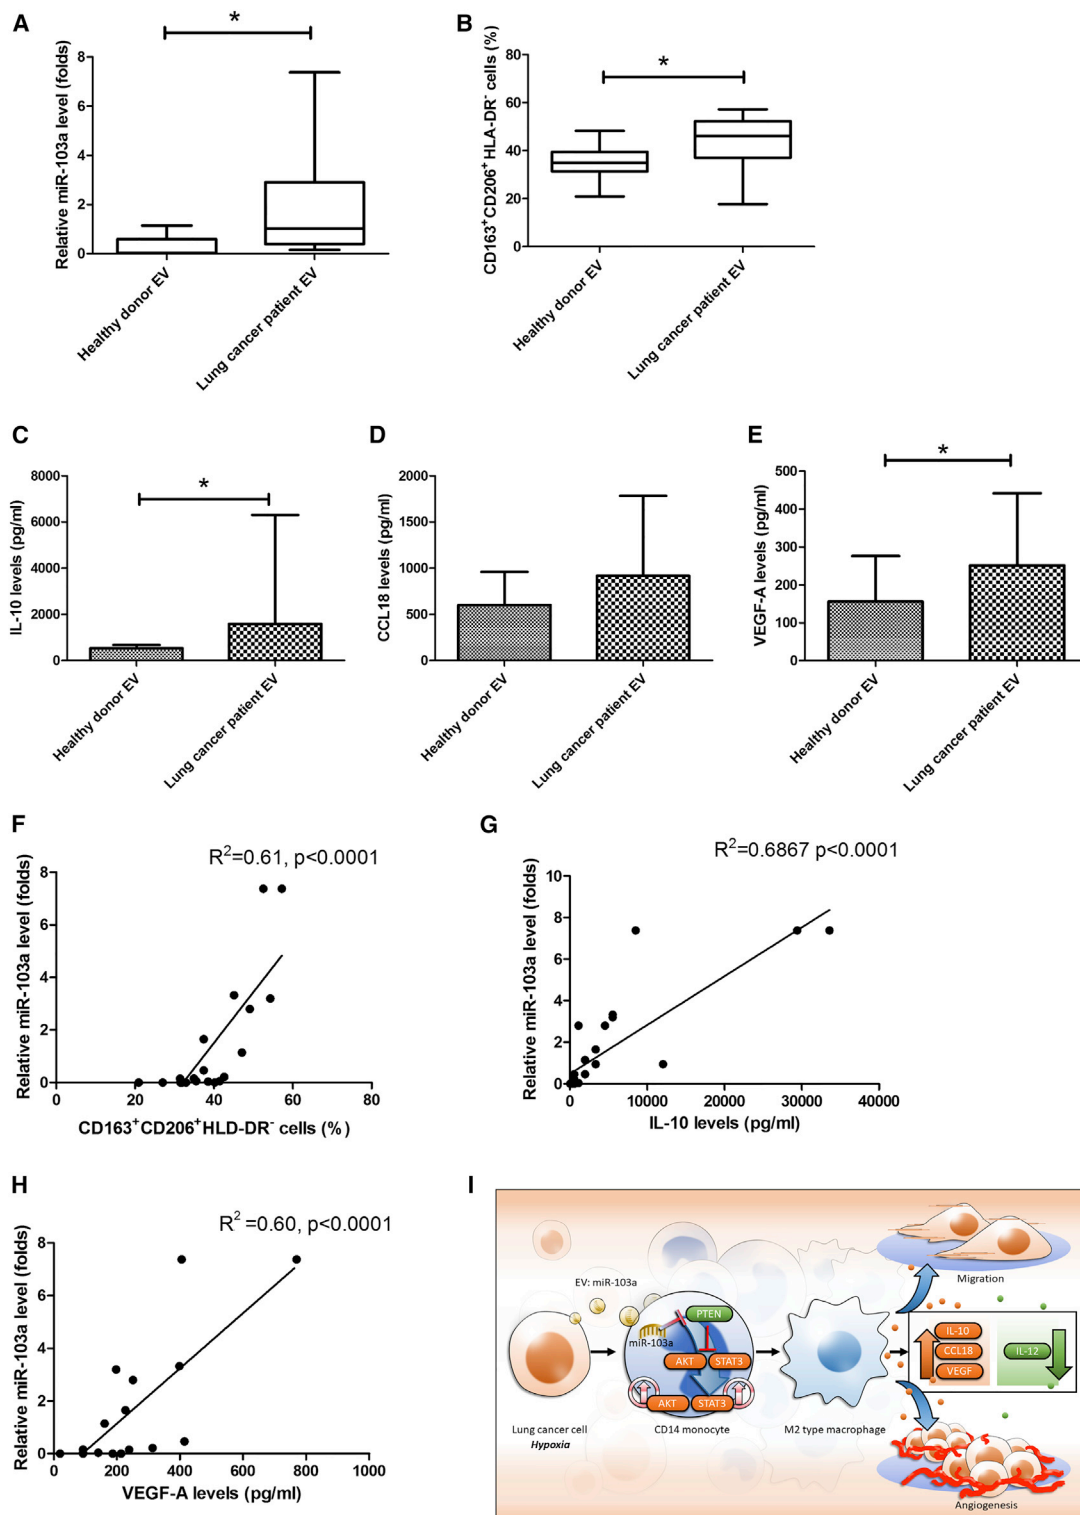 A
*
Relative miR-103a level (folds)
8
6
4
2
0
Healthy donor EV
Lung cancer patient EV
B
*
CD163+CD206+HLA-DR- cells (%)
80
60
40
20
0
Healthy donor EV
Lung cancer patient EV
C
*
IL-10 levels (pg/ml)
8000
6000
4000
2000
0
Healthy donor EV
Lung cancer patient EV
D
CCL18 levels (pg/ml)
2000
1500
1000
500
0
Healthy donor EV
Lung cancer patient EV
E
*
VEGF-A levels (pg/ml)
500
400
300
200
100
0
Healthy donor EV
Lung cancer patient EV
F
R²=0.61, p<0.0001
Relative miR-103a level (folds)
8
6
4
2
0
0 20 40 60 80
CD163+CD206+HLD-DR- cells (%)
G
R²=0.6867 p<0.0001
Relative miR-103a level (folds)
10
8
6
4
2
0
0 10000 20000 30000 40000
IL-10 levels (pg/ml)
H
R² =0.60, p<0.0001
Relative miR-103a level (folds)
8
6
4
2
0
0 200 400 600 800 1000
VEGF-A levels (pg/ml)
I
EV: miR-103a
PTEN
miR-103a
AKT STAT3
AKT STAT3
Lung cancer cell
Hypoxia
CD14 monocyte
M2 type macrophage
Migration
IL-10
CCL18
VEGF
IL-12
Angiogenesis